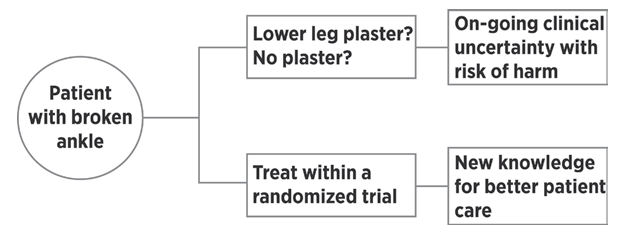 Patient
with broken
ankle
Lower leg plaster?
No plaster?
On-going clinical
uncertainty with
risk of harm
Treat within a
randomized trial
New knowledge
for better patient
care